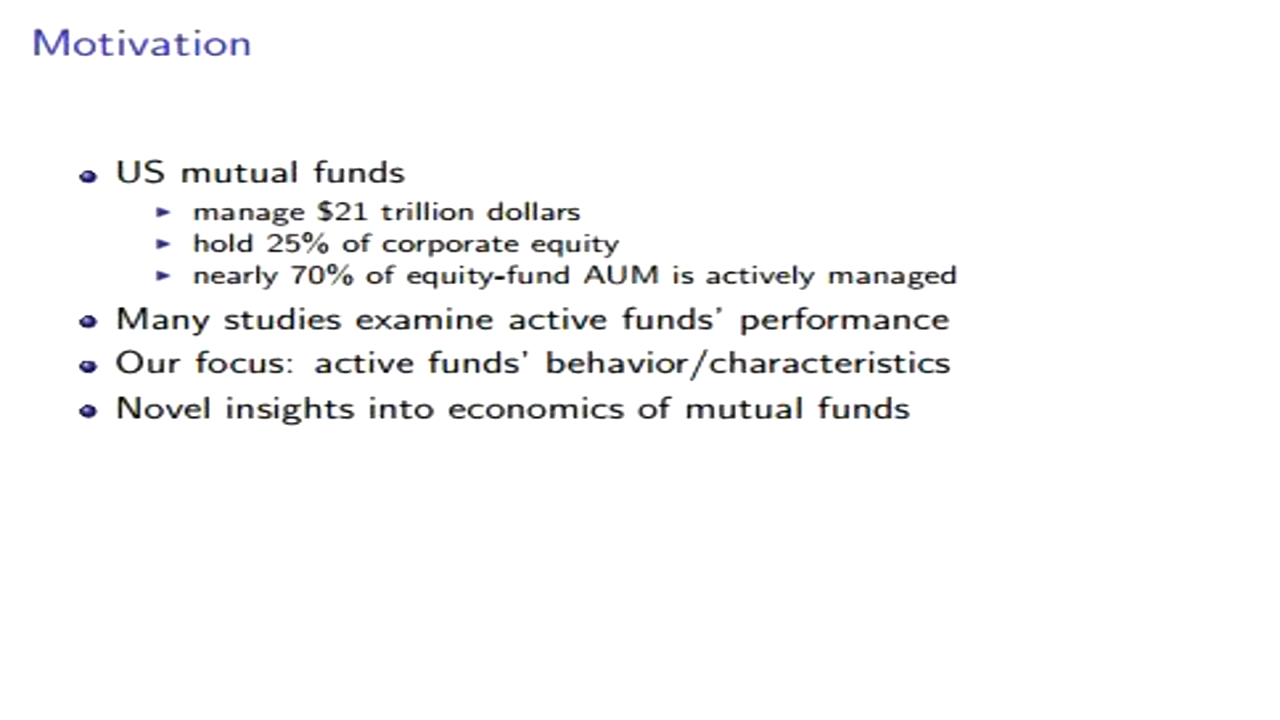 Motivation
US mutual funds
manage $21 trillion dollars
hold 25% of corporate equity
nearly 70% of equity-fund AUM is actively managed
Many studies examine active funds' performance
Our focus: active funds' behavior/characteristics
Novel insights into economics of mutual funds